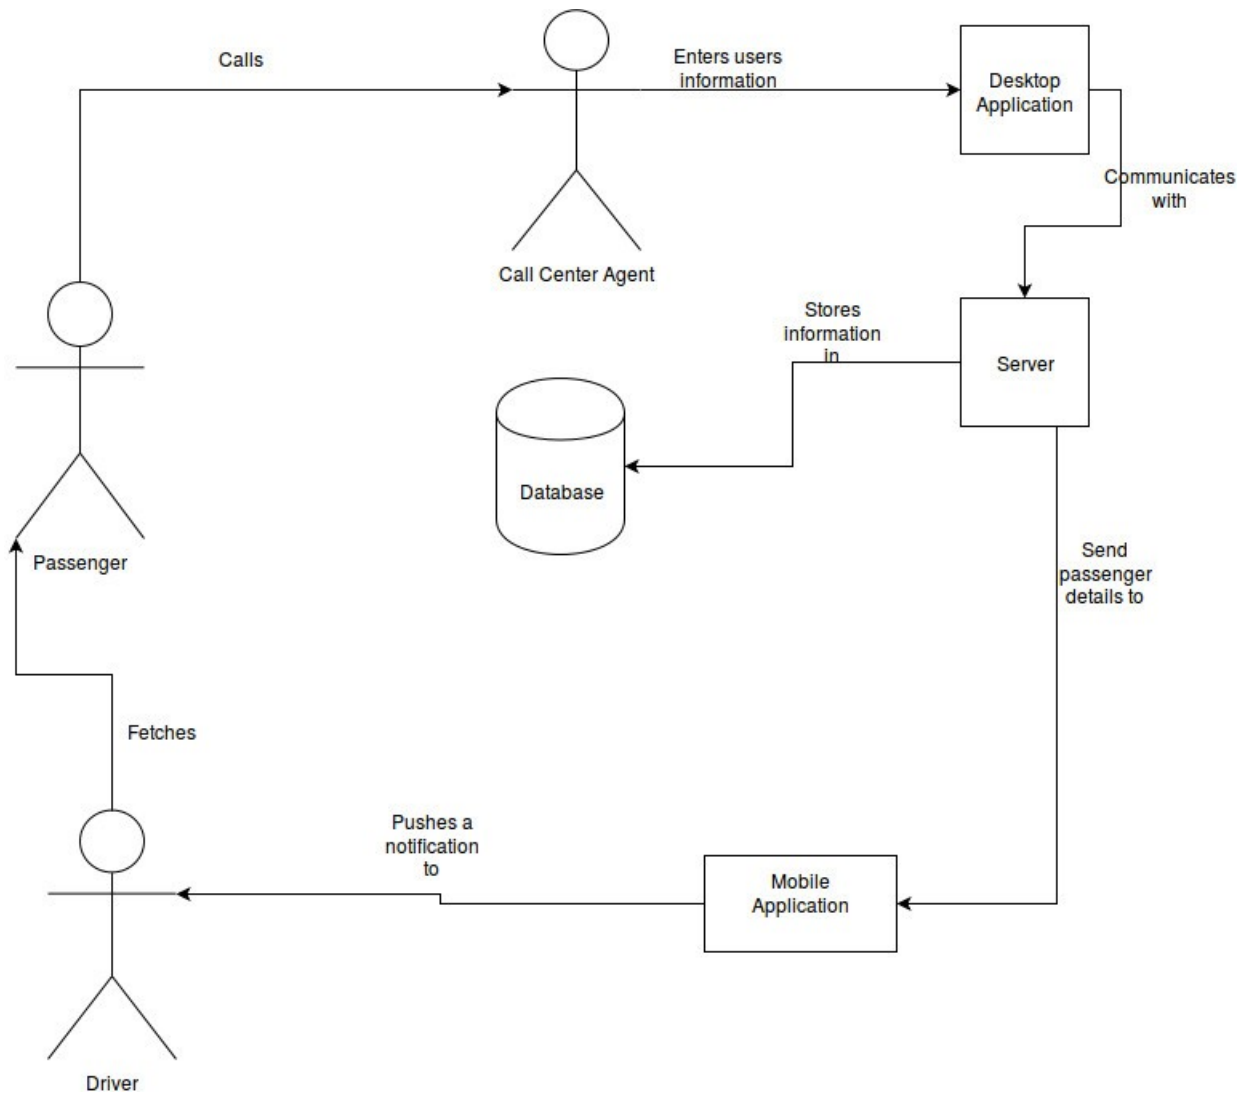 Calls
Enters users
information
Desktop
Application
Communicates
with
Call Center Agent
Stores
information
in
Server
Database
Passenger
Send
passenger
details to
Fetches
Pushes a
notification
to
Mobile
Application
Driver